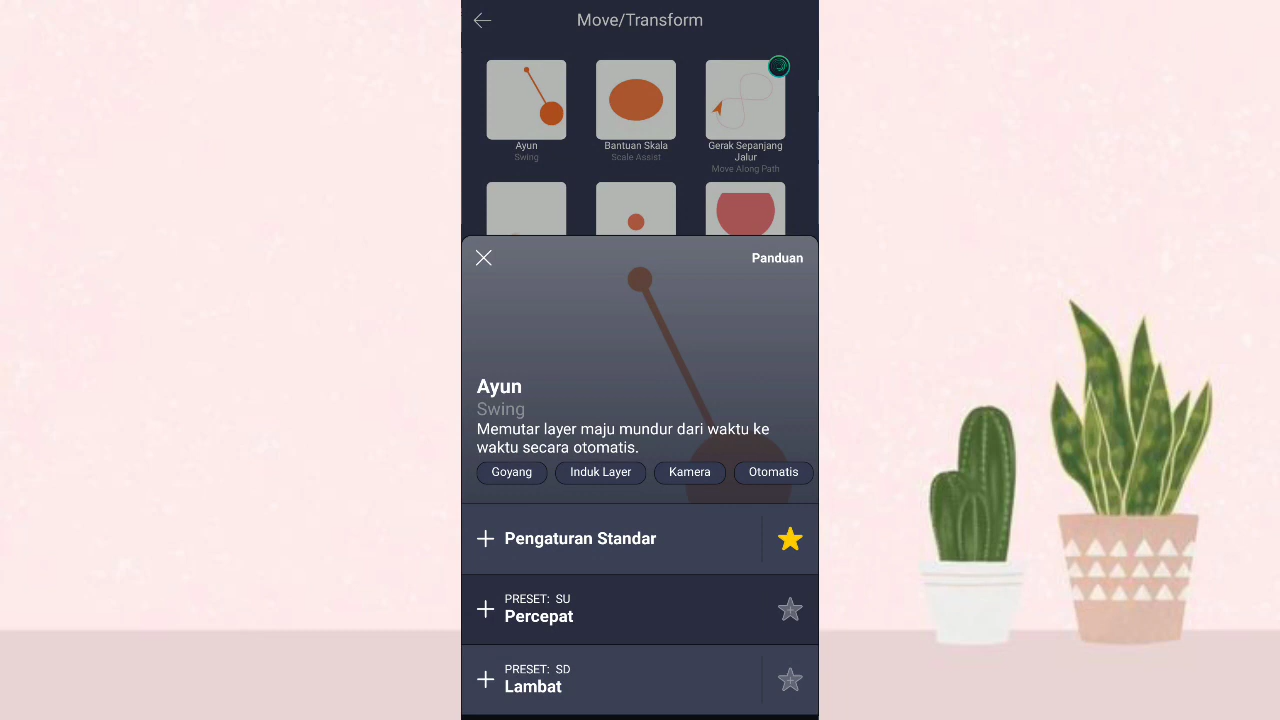 Move/Transform
Ayun
Swing
Bantuan Skala
Scale Assist
Gerak Sepanjang
Jalur
Move Along Path
Panduan
Ayun
Swing
Memutar layer maju mundur dari waktu ke
waktu secara otomatis.
Goyang
Induk Layer
Kamera
Otomatis
Pengaturan Standar
PRESET: SU
Percepat
PRESET: SD
Lambat